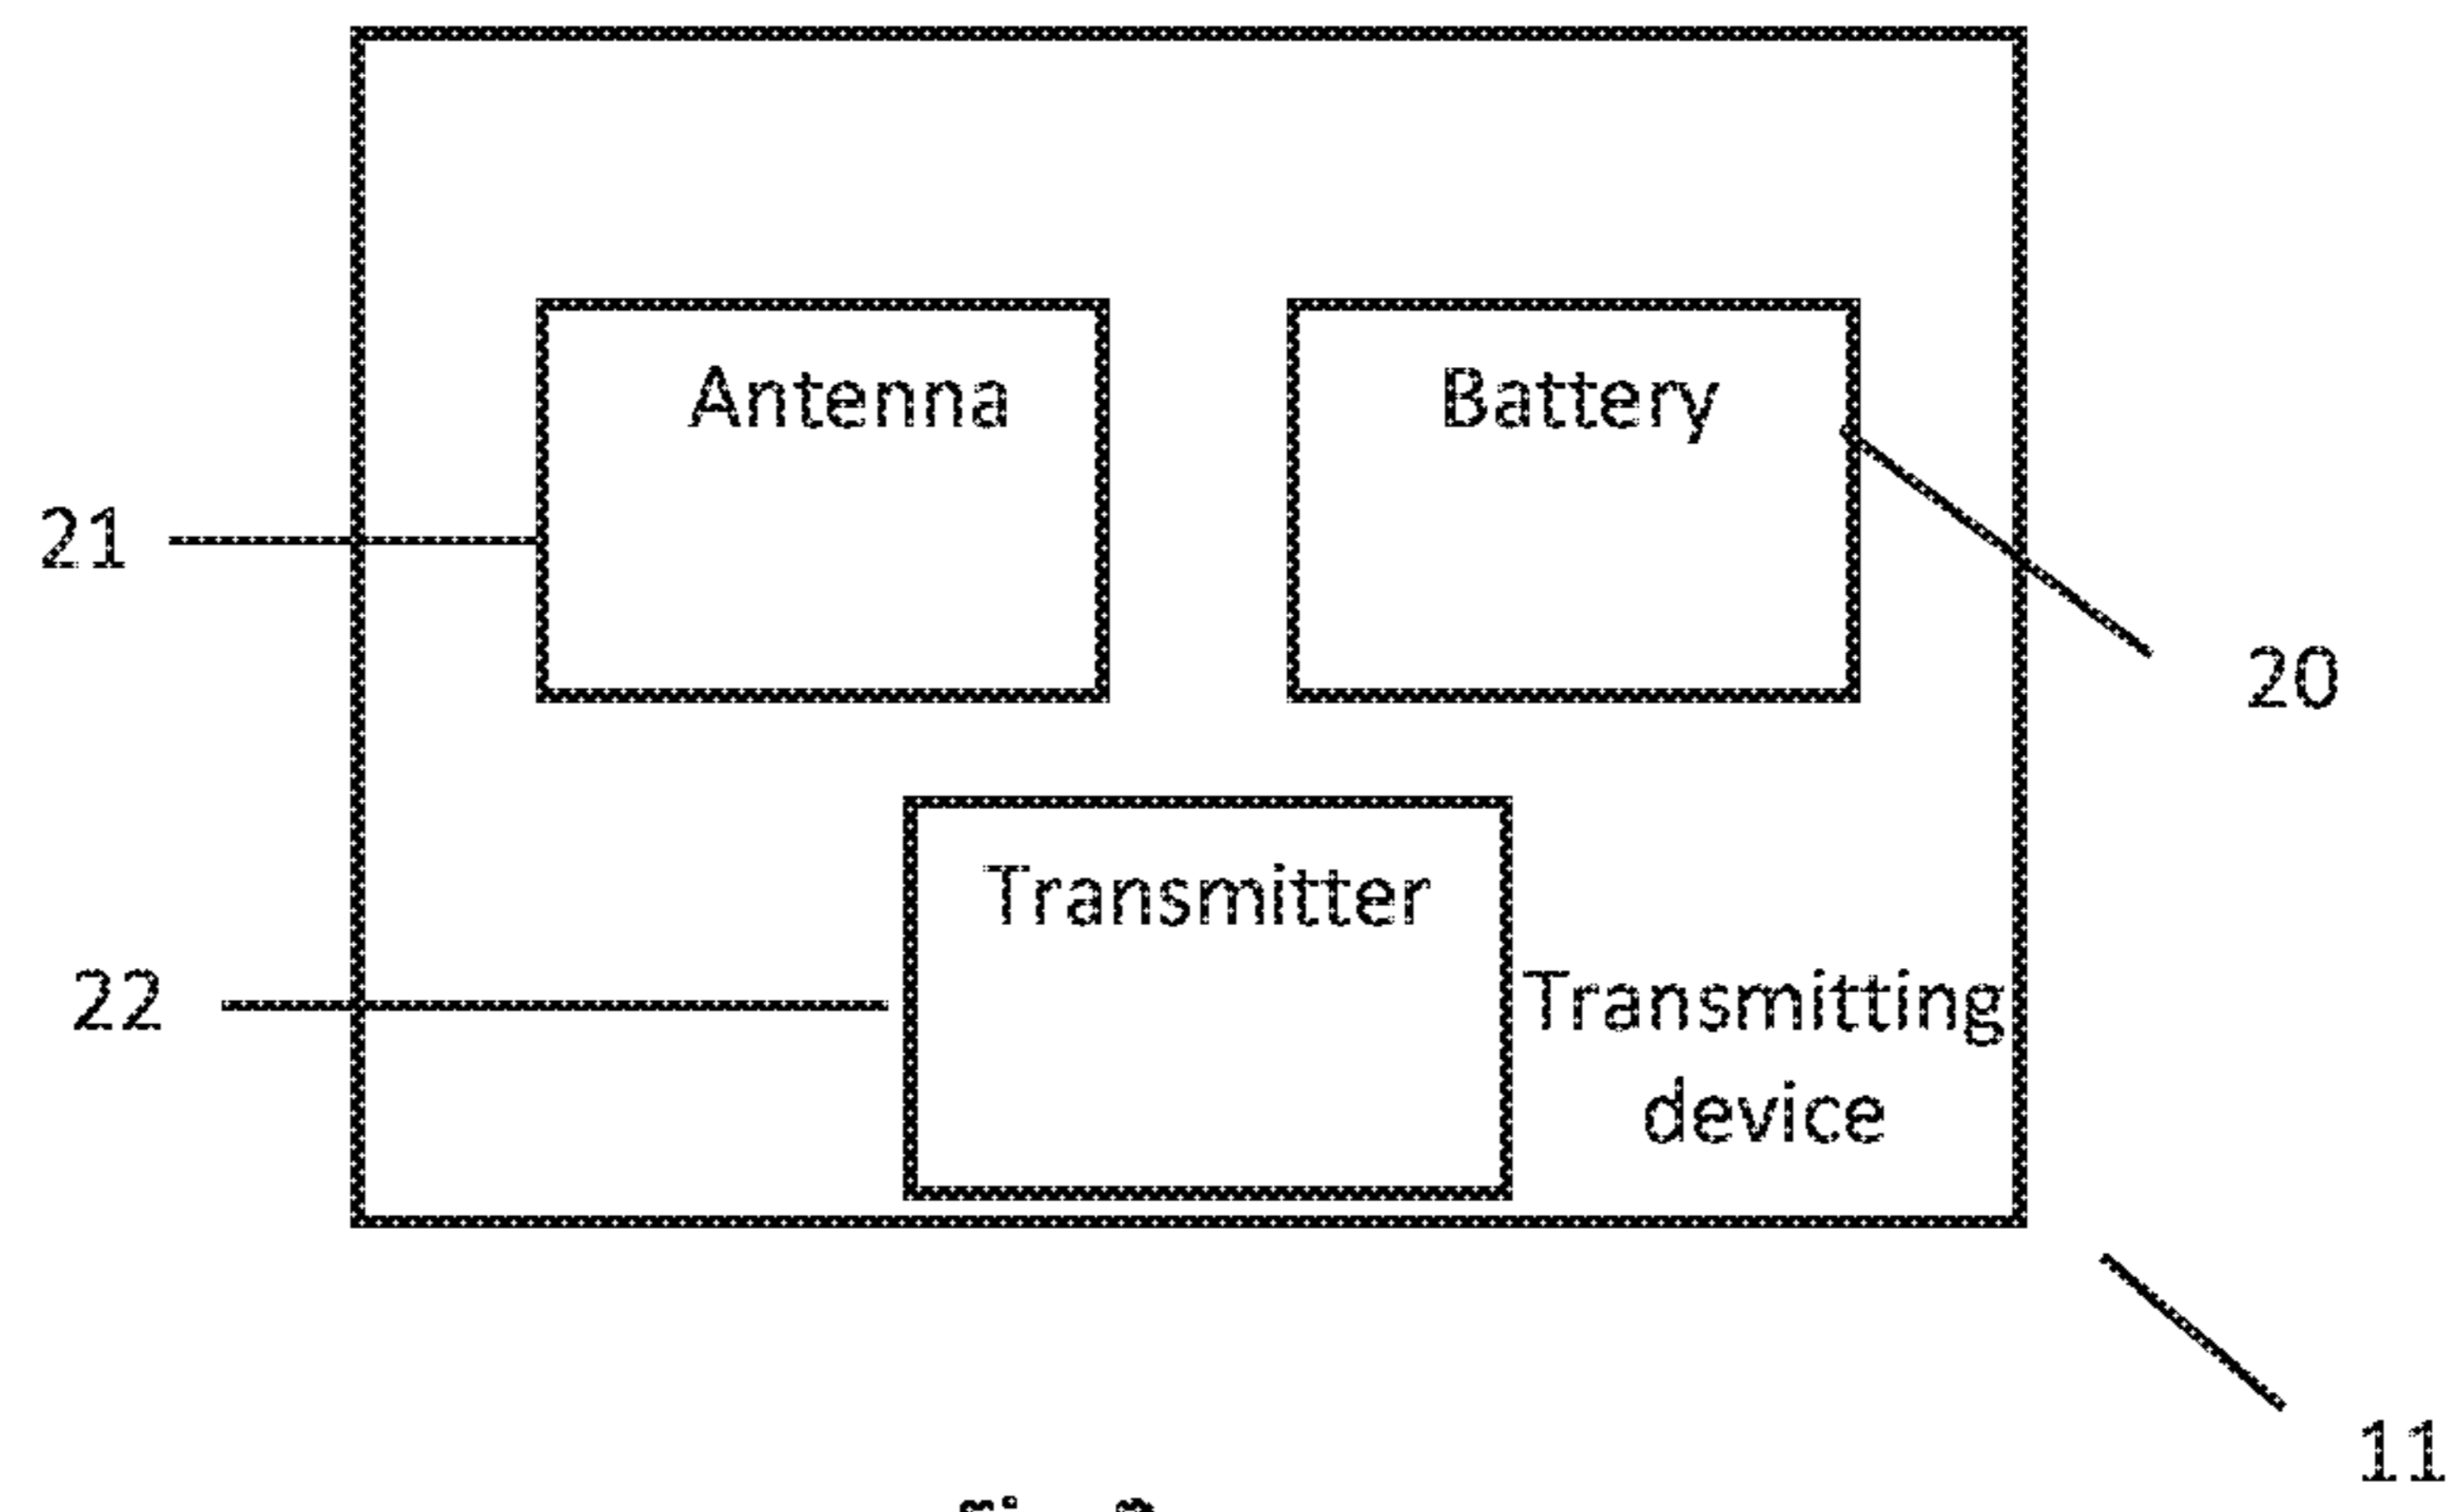 Antenna
Battery
21
20
Transmitter
22
Transmitting
device
11